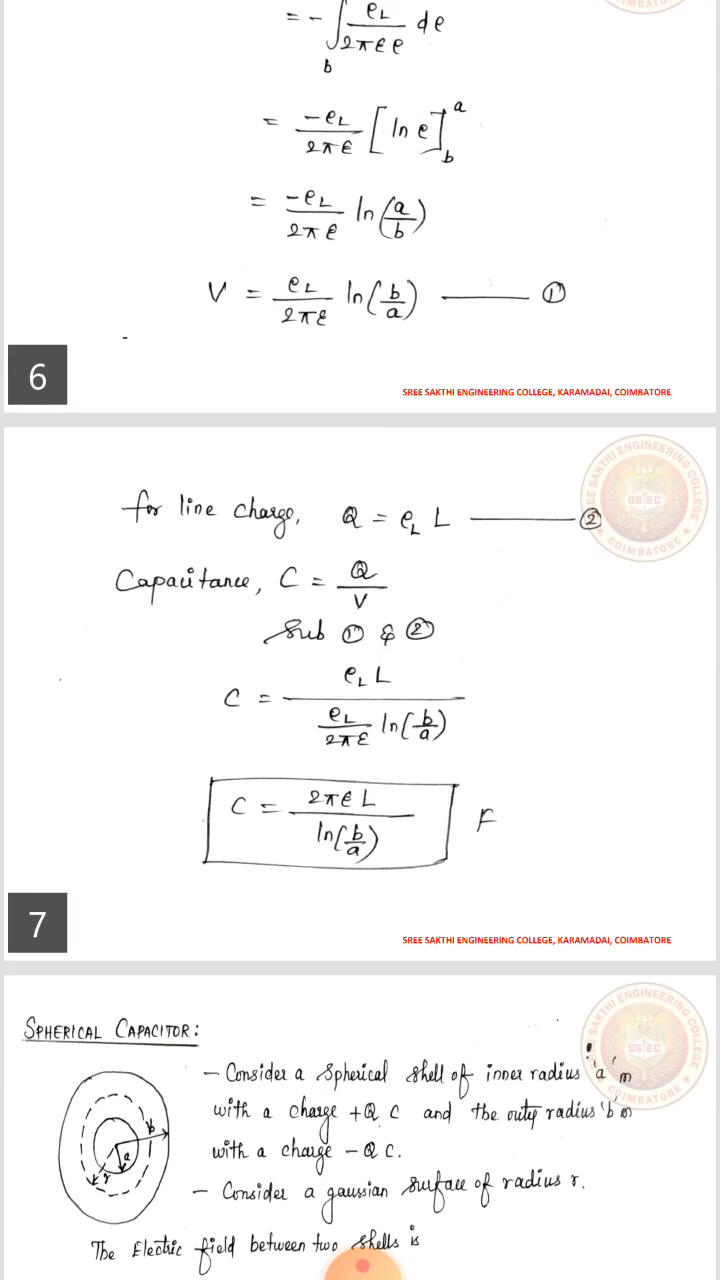 = - ∫ ρL / 2περ dρ
b
= -ρL / 2πε [ln ρ] a b
= -ρL / 2πε ln(a/b)
V = ρL / 2πε ln(b/a) —— ①
6
SREE SAKTHI ENGINEERING COLLEGE, KARAMADAI, COIMBATORE
for line charge, Q = ρL L —— ②
Capacitance, C = Q / V
Sub ① & ②
C = ρL L / ρL / 2πε ln(b/a)
C = 2πε L / ln(b/a) F
7
SREE SAKTHI ENGINEERING COLLEGE, KARAMADAI, COIMBATORE
SPHERICAL CAPACITOR:
– Consider a spherical shell of inner radius 'a' m
with a charge +Q C and the outer radius 'b' m
with a charge – Q C.
– Consider a gaussian surface of radius r.
b
a
r
The Electric field between two shells is